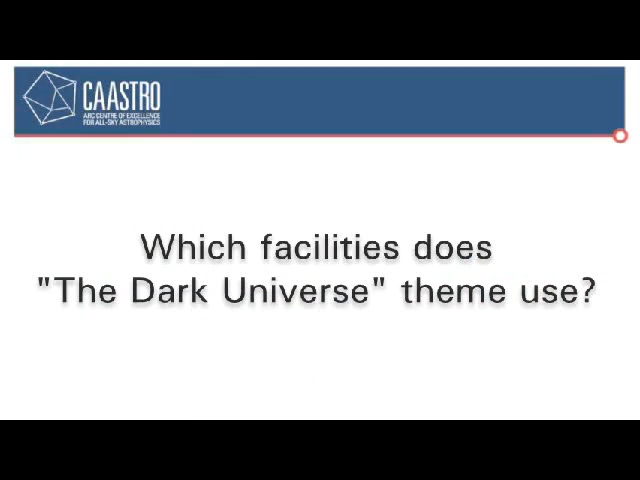 CAASTRO
ARC CENTRE OF EXCELLENCE
FOR ALL-SKY ASTROPHYSICS
Which facilities does
"The Dark Universe" theme use?